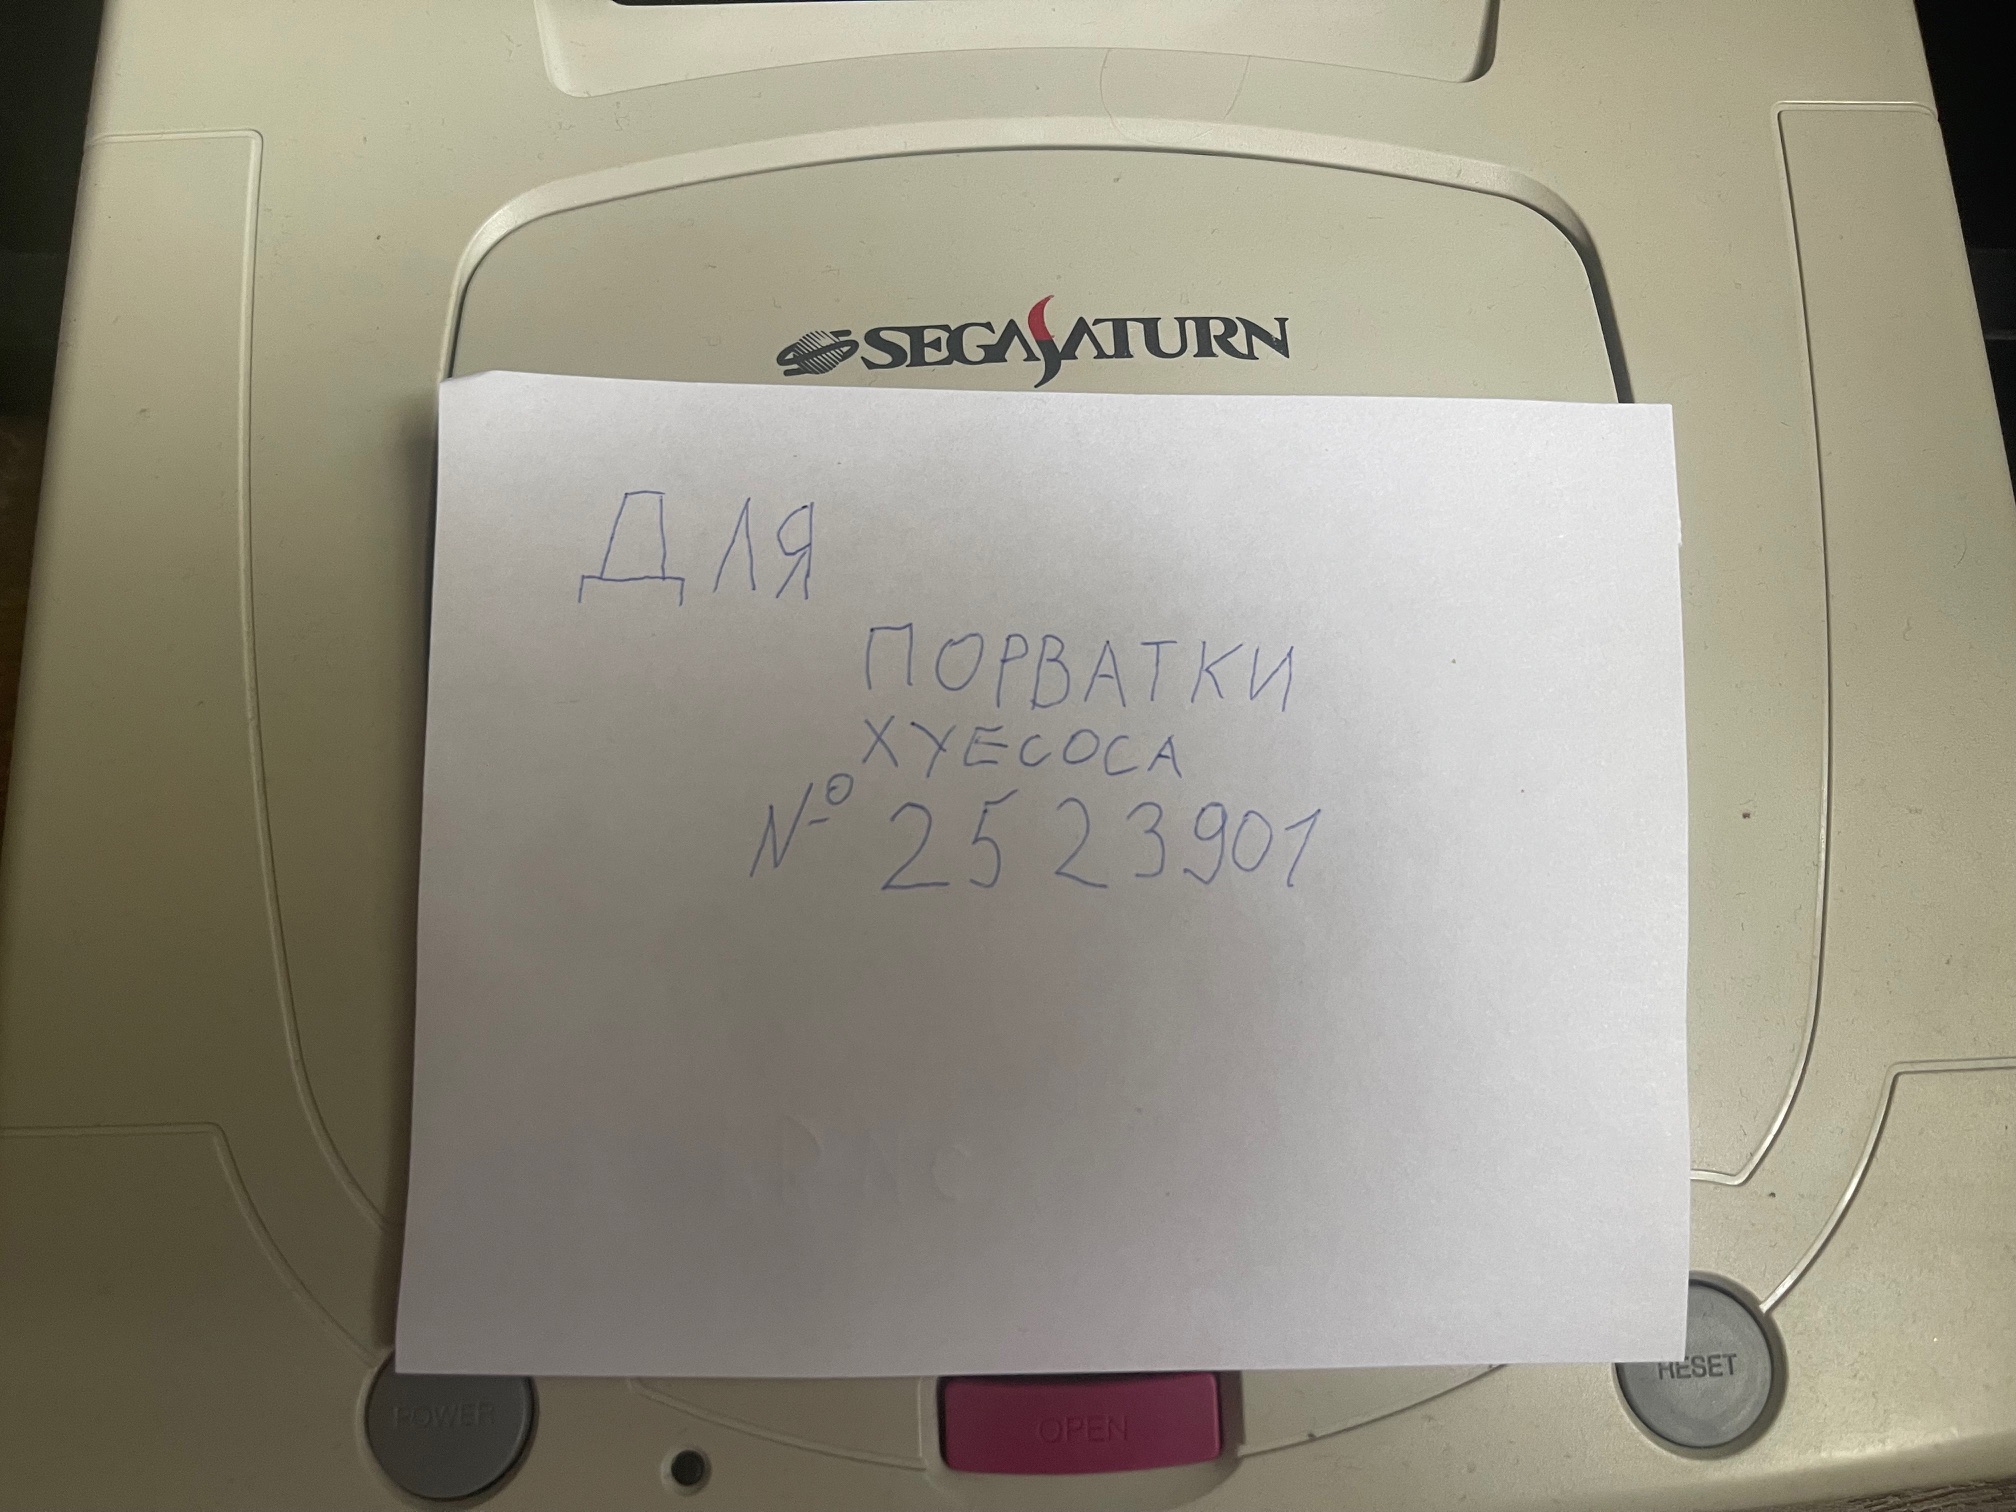 SEGA SATURN
ДЛЯ
ПОРВАТКИ
ХУЕСОСА
№ 2523901
POWER
OPEN
RESET